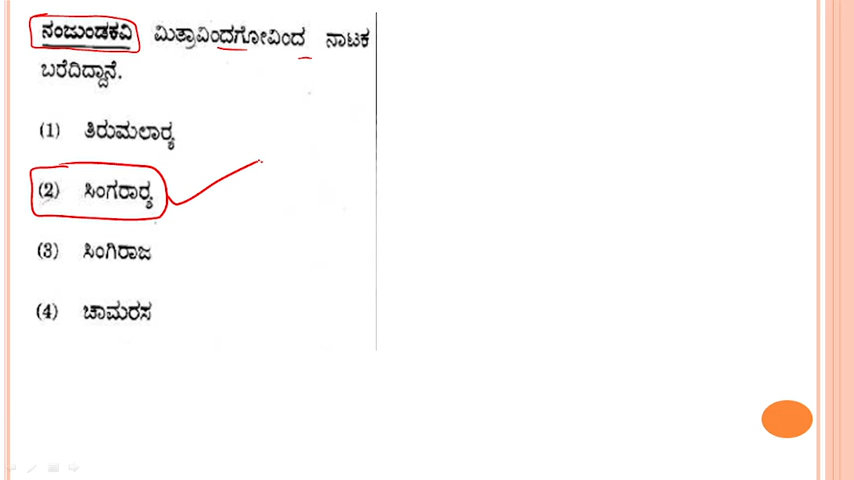 ನಂಜುಂಡಕವಿ ಮಿತ್ರಾವಿಂದಗೋವಿಂದ ನಾಟಕ
ಬರೆದಿದ್ದಾನೆ.
(1) ತಿರುಮಲಾರ‍್ಯ
(2) ಸಿಂಗರಾರ‍್ಯ
(3) ಸಿಂಗಿರಾಜ
(4) ಚಾಮರಸ